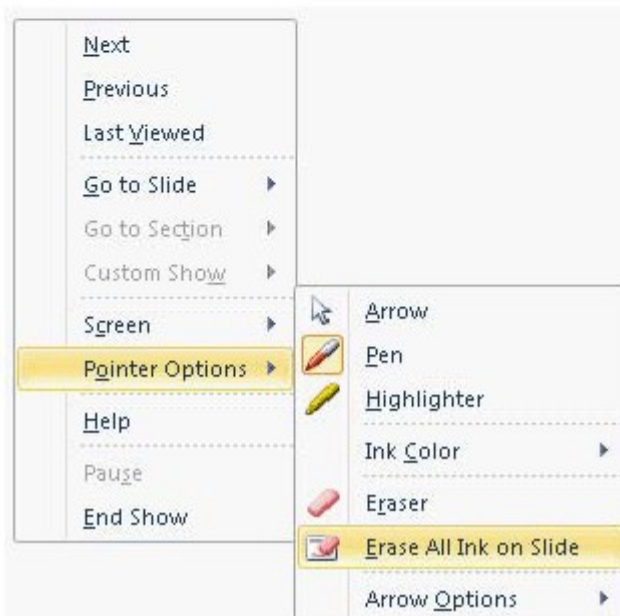 Next
Previous
Last Viewed
Go to Slide
Go to Section
Custom Show
Screen
Pointer Options
Help
Pause
End Show
Arrow
Pen
Highlighter
Ink Color
Eraser
Erase All Ink on Slide
Arrow Options